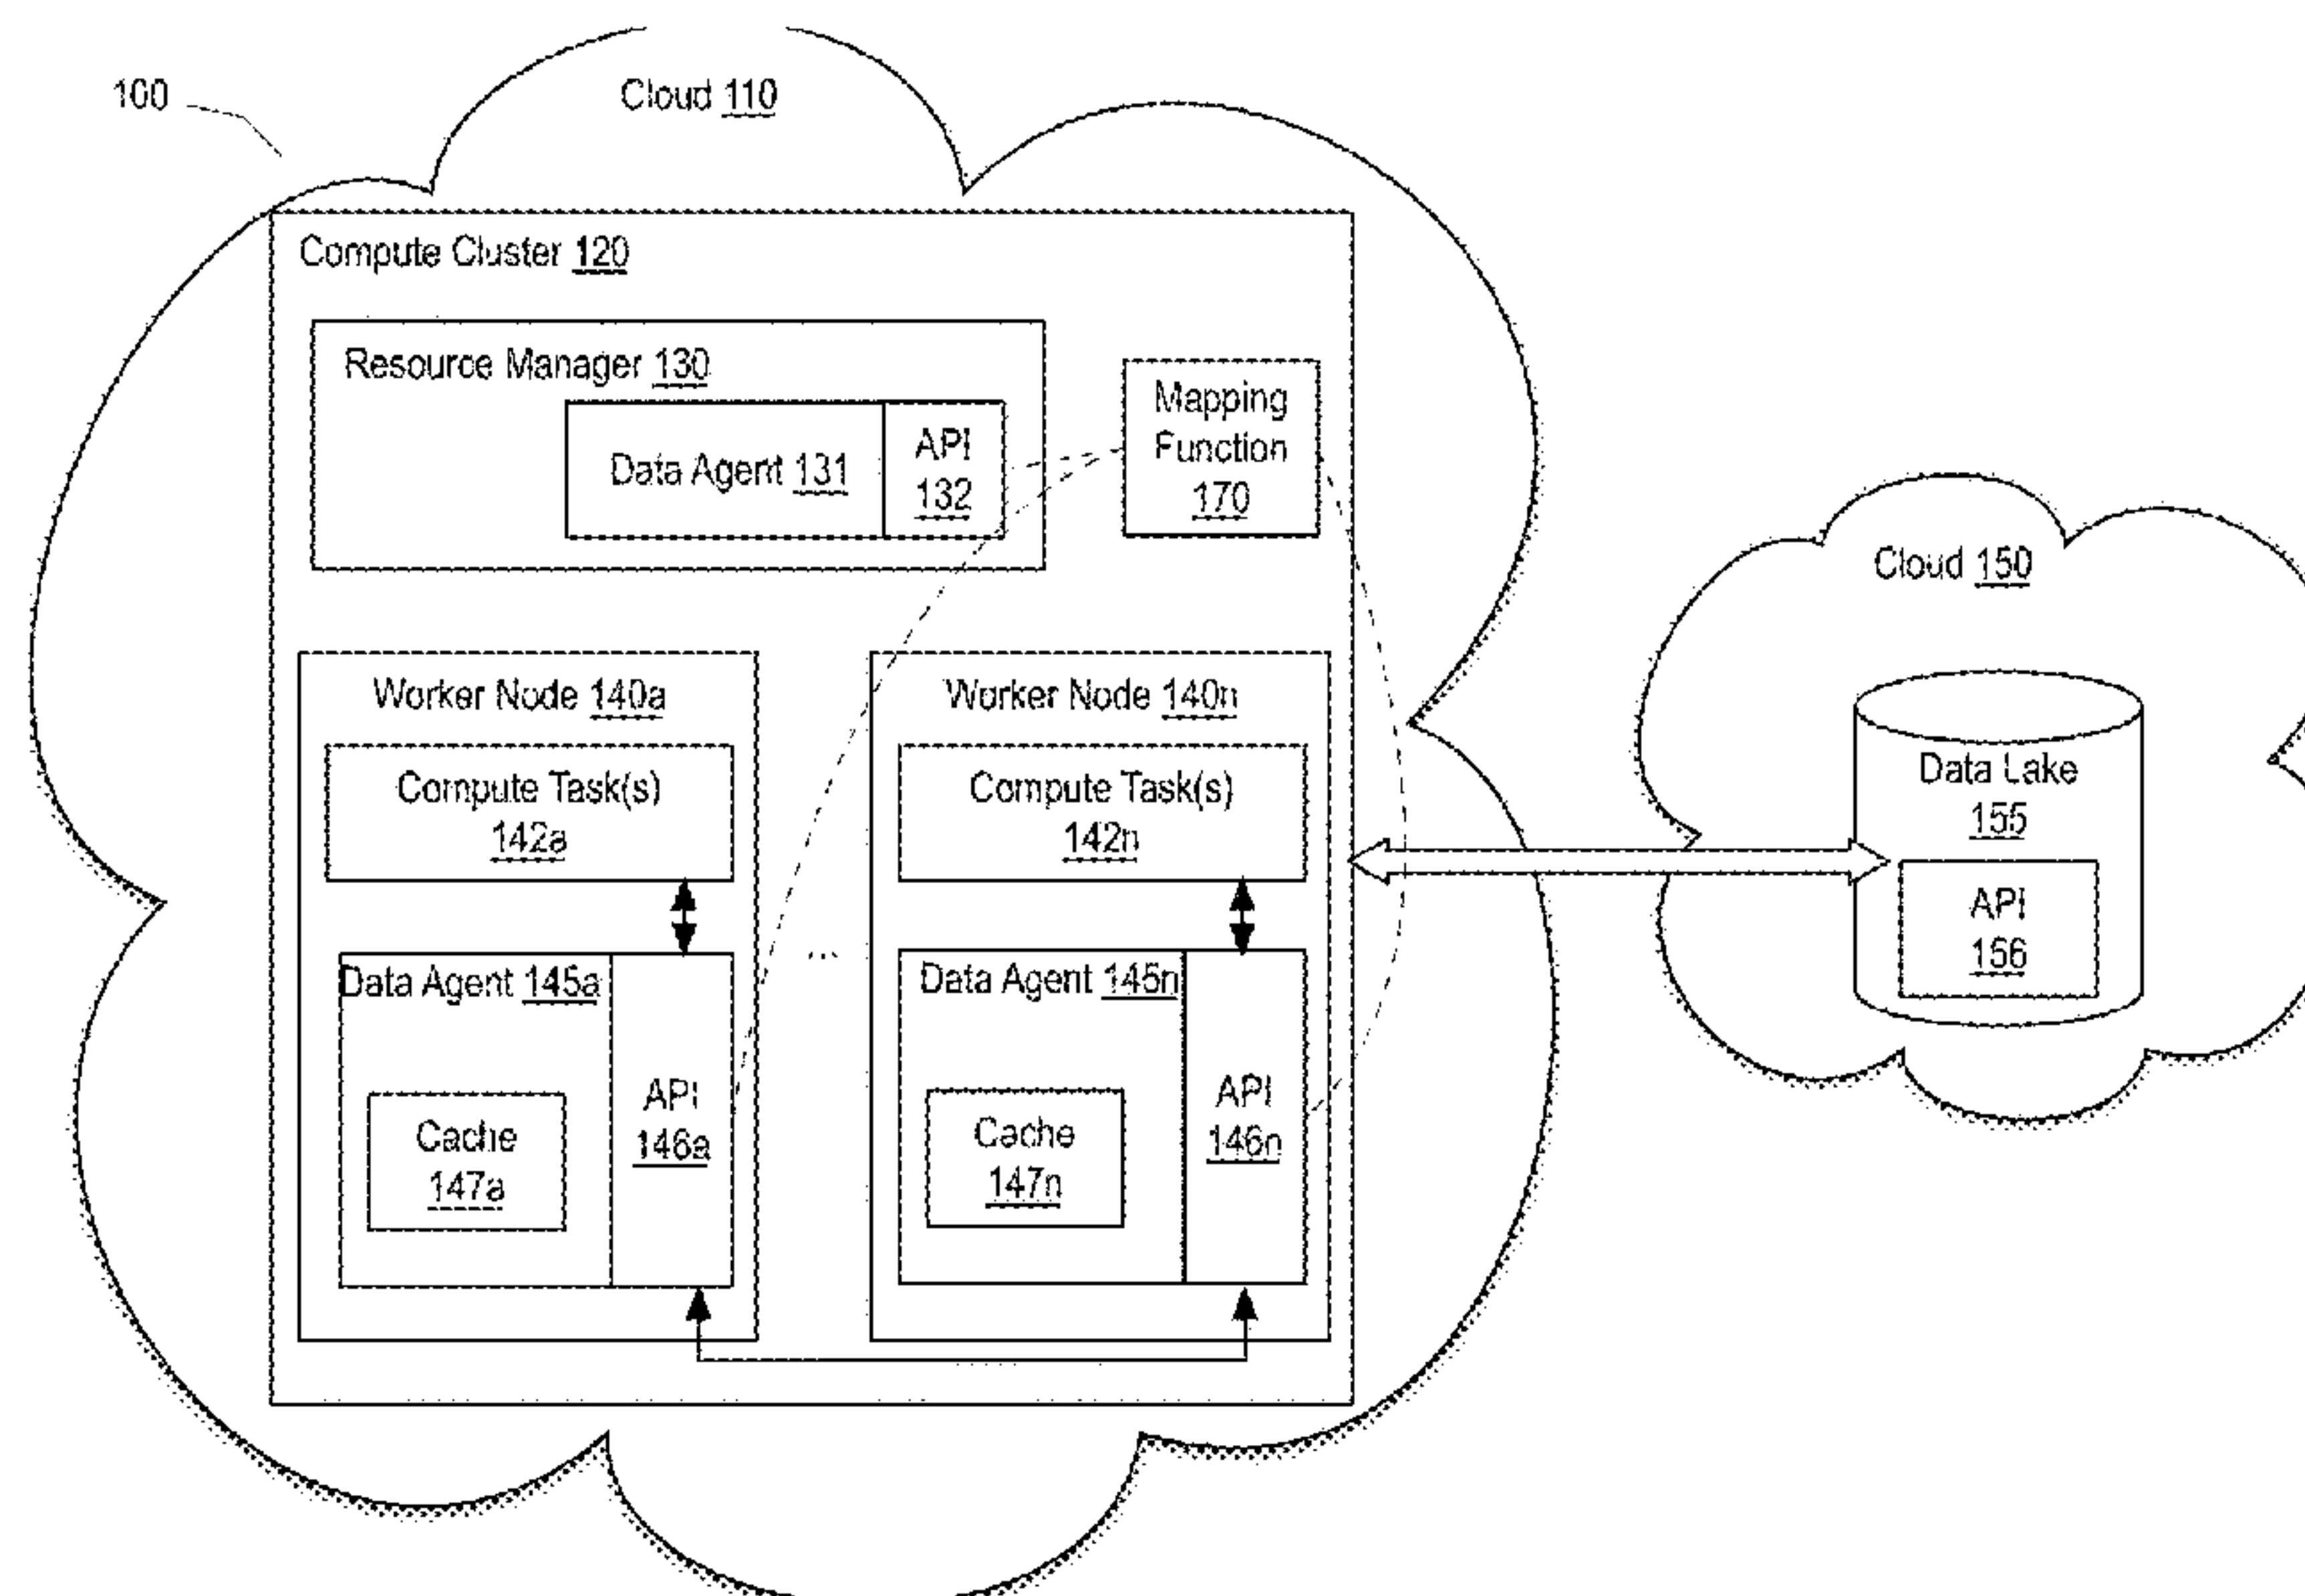 100
Cloud 110
Compute Cluster 120
Resource Manager 130
Data Agent 131
API
132
Mapping
Function
170
Cloud 150
Worker Node 140a
Compute Task(s)
142a
Data Agent 145a
Cache
147a
API
146a
...
Worker Node 140n
Compute Task(s)
142n
Data Agent 145n
Cache
147n
API
146n
Data Lake
155
API
156